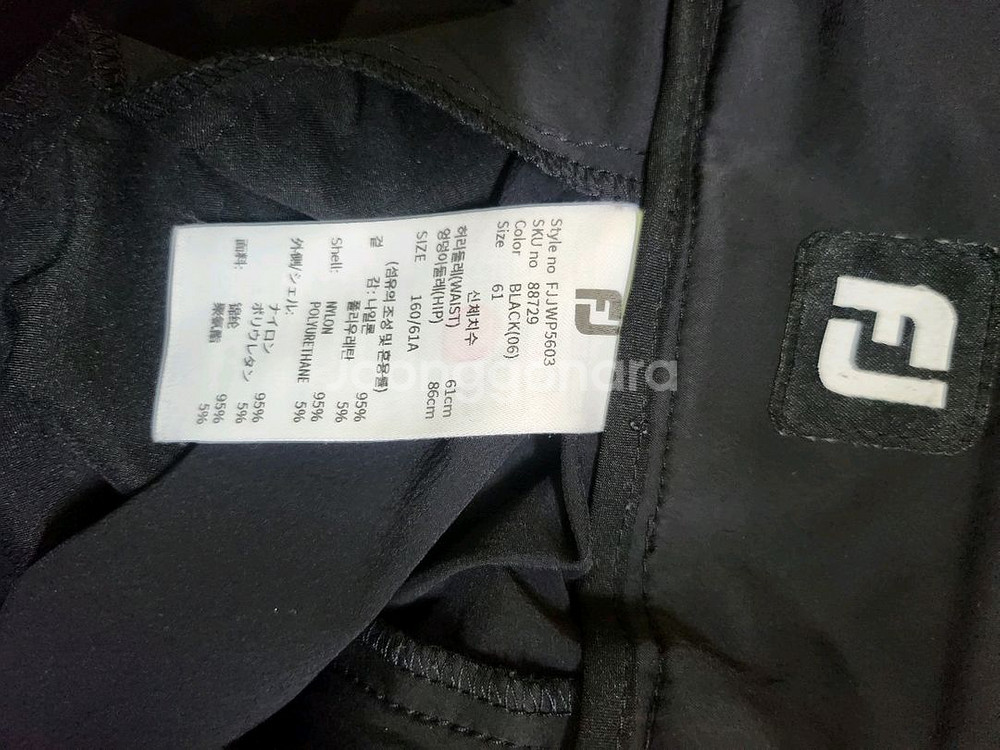 FJ
Style no FJJWP5603
SKU no 88729
Color BLACK(06)
Size 61
신체치수
허리둘레(WAIST) 61cm
엉덩이둘레(HIP) 86cm
SIZE 160/61A
(섬유의 조성 및 혼용률)
겉 감: 나일론 95%
폴리우레탄 5%
Shell: NYLON 95%
POLYURETHANE 5%
外側/シェル: ナイロン 95%
ポリウレタン 5%
面料: 锦纶 95%
聚氨酯 5%
FJ
Joonggonara